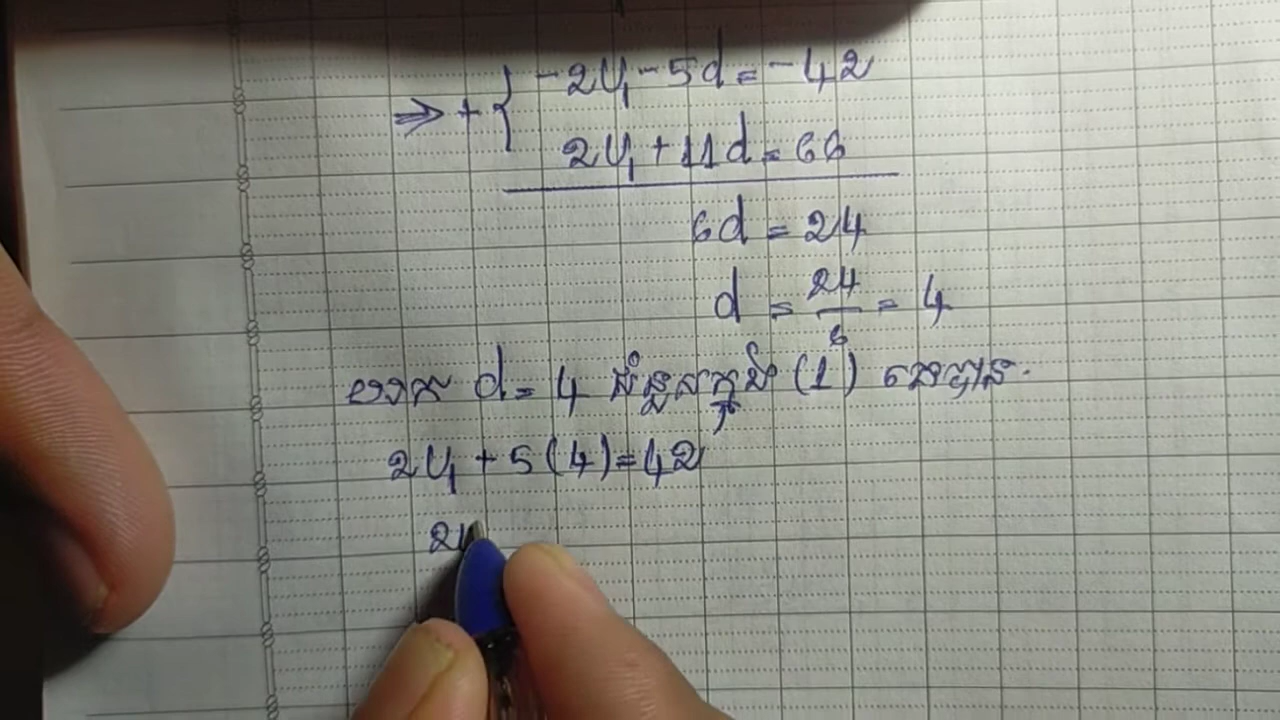 ⇒ + { -2U₁ - 5d = -42
2U₁ + 11d = 66
6d = 24
d = 24/6 = 4
យក d = 4 ជំនួសក្នុង (1) គេបាន
2U₁ + 5(4) = 42
2U